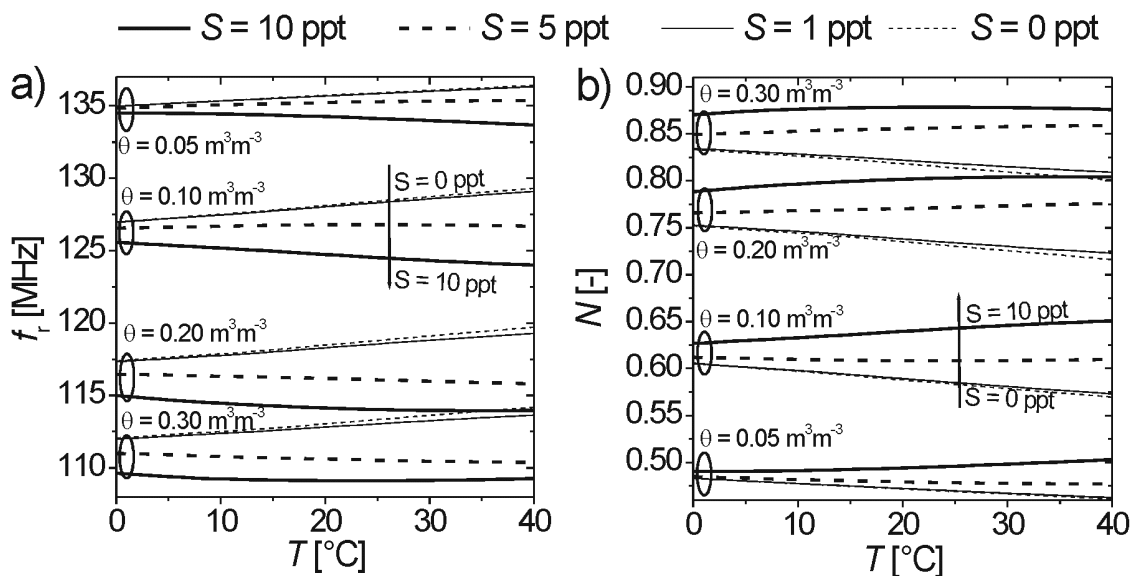 S = 10 ppt S = 5 ppt S = 1 ppt S = 0 ppt
a)
135
130
125
120
115
110
fr [MHz]
θ = 0.05 m³m⁻³
θ = 0.10 m³m⁻³
S = 0 ppt
S = 10 ppt
θ = 0.20 m³m⁻³
θ = 0.30 m³m⁻³
0 10 20 30 40
T [°C]
b)
0.90
0.85
0.80
0.75
0.70
0.65
0.60
0.55
0.50
N [-]
θ = 0.30 m³m⁻³
θ = 0.20 m³m⁻³
θ = 0.10 m³m⁻³
S = 10 ppt
S = 0 ppt
θ = 0.05 m³m⁻³
0 10 20 30 40
T [°C]